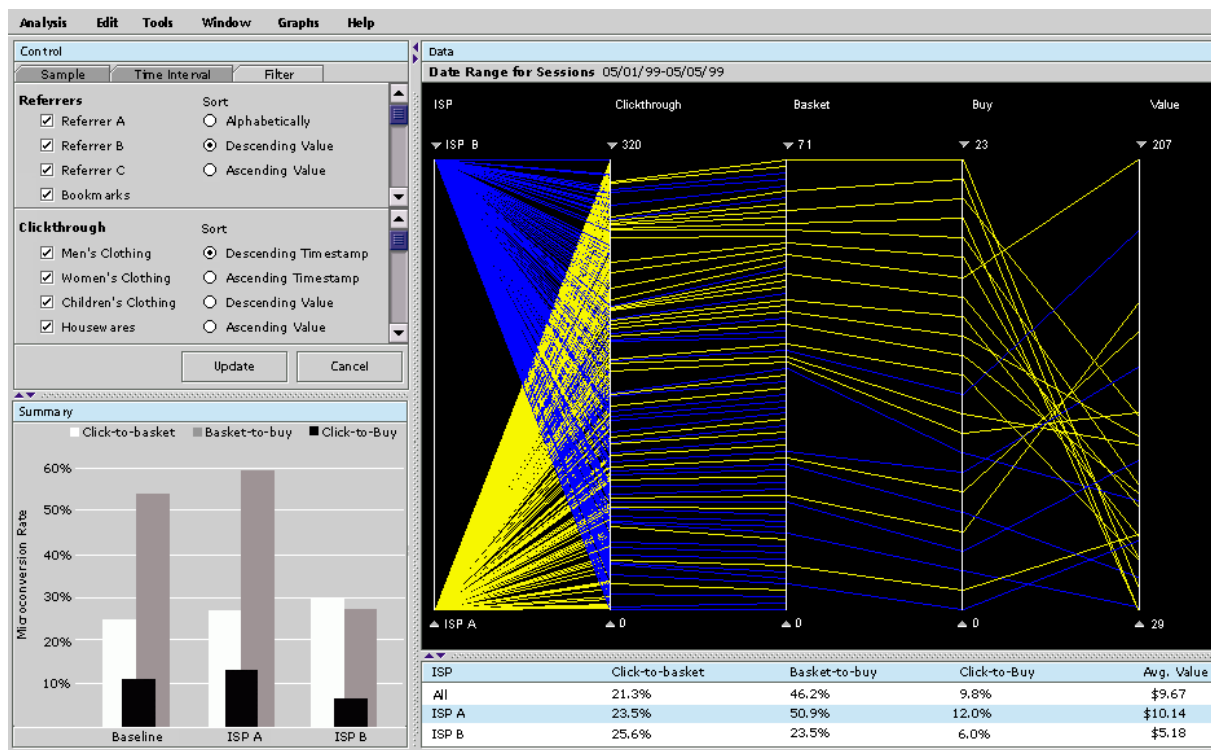 Analysis Edit Tools Window Graphs Help
Control
Sample Time Interval Filter
Referrers Sort
Referrer A Alphabetically
Referrer B Descending Value
Referrer C Ascending Value
Bookmarks
Clickthrough Sort
Men's Clothing Descending Timestamp
Women's Clothing Ascending Timestamp
Children's Clothing Descending Value
Housewares Ascending Value
Update Cancel
Summary
Click-to-basket Basket-to-buy Click-to-Buy
Microconversion Rate
60%
50%
40%
30%
20%
10%
Baseline ISP A ISP B
Data
Date Range for Sessions 05/01/99-05/05/99
ISP Clickthrough Basket Buy Value
ISP B 320 71 23 207
ISP A 0 0 0 29
ISP Click-to-basket Basket-to-buy Click-to-Buy Avg. Value
All 21.3% 46.2% 9.8% $9.67
ISP A 23.5% 50.9% 12.0% $10.14
ISP B 25.6% 23.5% 6.0% $5.18